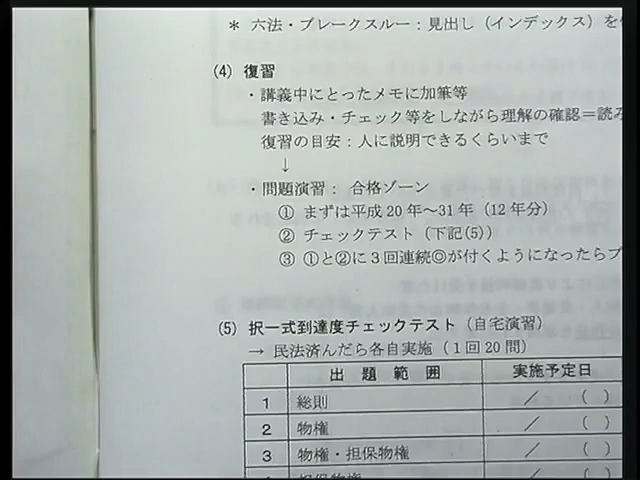 * 六法・ブレークスルー：見出し（インデックス）を
(4) 復習
・講義中にとったメモに加筆等
書き込み・チェック等をしながら理解の確認＝読み
復習の目安：人に説明できるくらいまで
↓
・問題演習： 合格ゾーン
① まずは平成 20 年～31 年（12 年分）
② チェックテスト（下記(5)）
③ ①と②に３回連続◎が付くようになったらブ
(5) 択一式到達度チェックテスト（自宅演習）
→ 民法済んだら各自実施（１回 20 問）
出 題 範 囲 実施予定日
1 総則 ／ ( )
2 物権 ／ ( )
3 物権・担保物権 ／ ( )